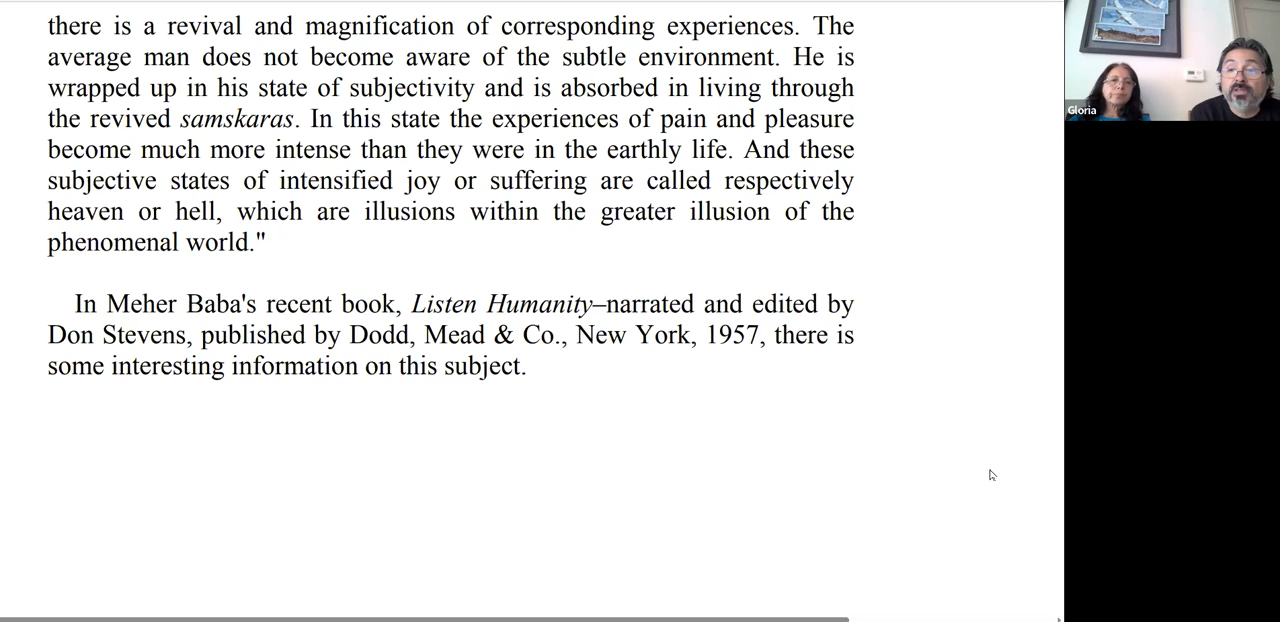 there is a revival and magnification of corresponding experiences. The
average man does not become aware of the subtle environment. He is
wrapped up in his state of subjectivity and is absorbed in living through
the revived samskaras. In this state the experiences of pain and pleasure
become much more intense than they were in the earthly life. And these
subjective states of intensified joy or suffering are called respectively
heaven or hell, which are illusions within the greater illusion of the
phenomenal world."
In Meher Baba's recent book, Listen Humanity–narrated and edited by
Don Stevens, published by Dodd, Mead & Co., New York, 1957, there is
some interesting information on this subject.
Gloria